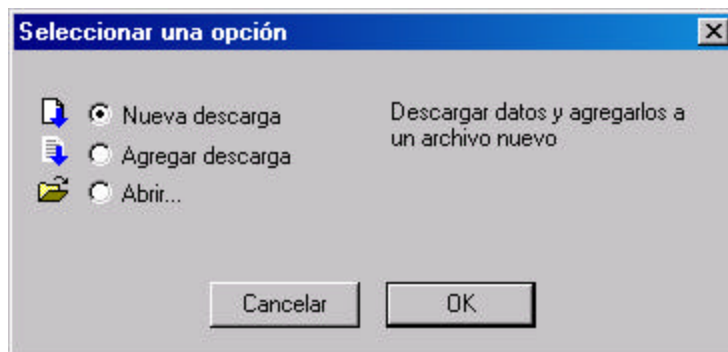 Seleccionar una opción
Nueva descarga
Agregar descarga
Abrir...
Descargar datos y agregarlos a
un archivo nuevo
Cancelar
OK